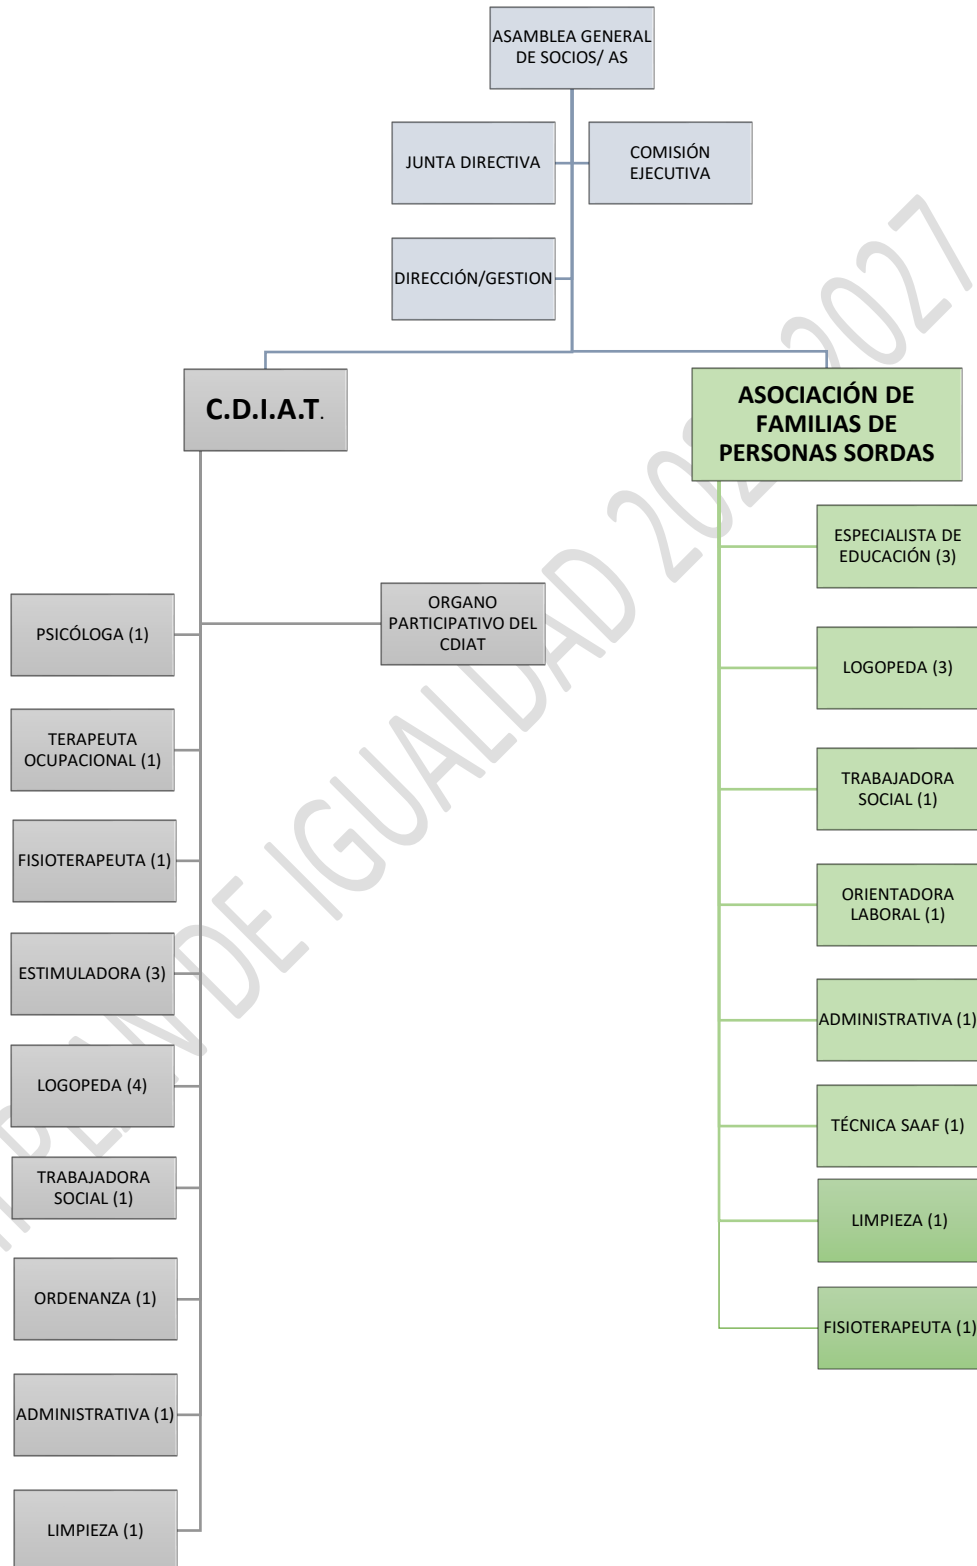 ASAMBLEA GENERAL
DE SOCIOS/ AS
JUNTA DIRECTIVA
COMISIÓN
EJECUTIVA
DIRECCIÓN/GESTION
C.D.I.A.T.
ORGANO
PARTICIPATIVO DEL
CDIAT
PSICÓLOGA (1)
TERAPEUTA
OCUPACIONAL (1)
FISIOTERAPEUTA (1)
ESTIMULADORA (3)
LOGOPEDA (4)
TRABAJADORA
SOCIAL (1)
ORDENANZA (1)
ADMINISTRATIVA (1)
LIMPIEZA (1)
ASOCIACIÓN DE
FAMILIAS DE
PERSONAS SORDAS
ESPECIALISTA DE
EDUCACIÓN (3)
LOGOPEDA (3)
TRABAJADORA
SOCIAL (1)
ORIENTADORA
LABORAL (1)
ADMINISTRATIVA (1)
TÉCNICA SAAF (1)
LIMPIEZA (1)
FISIOTERAPEUTA (1)
DE IGUALDAD 2027